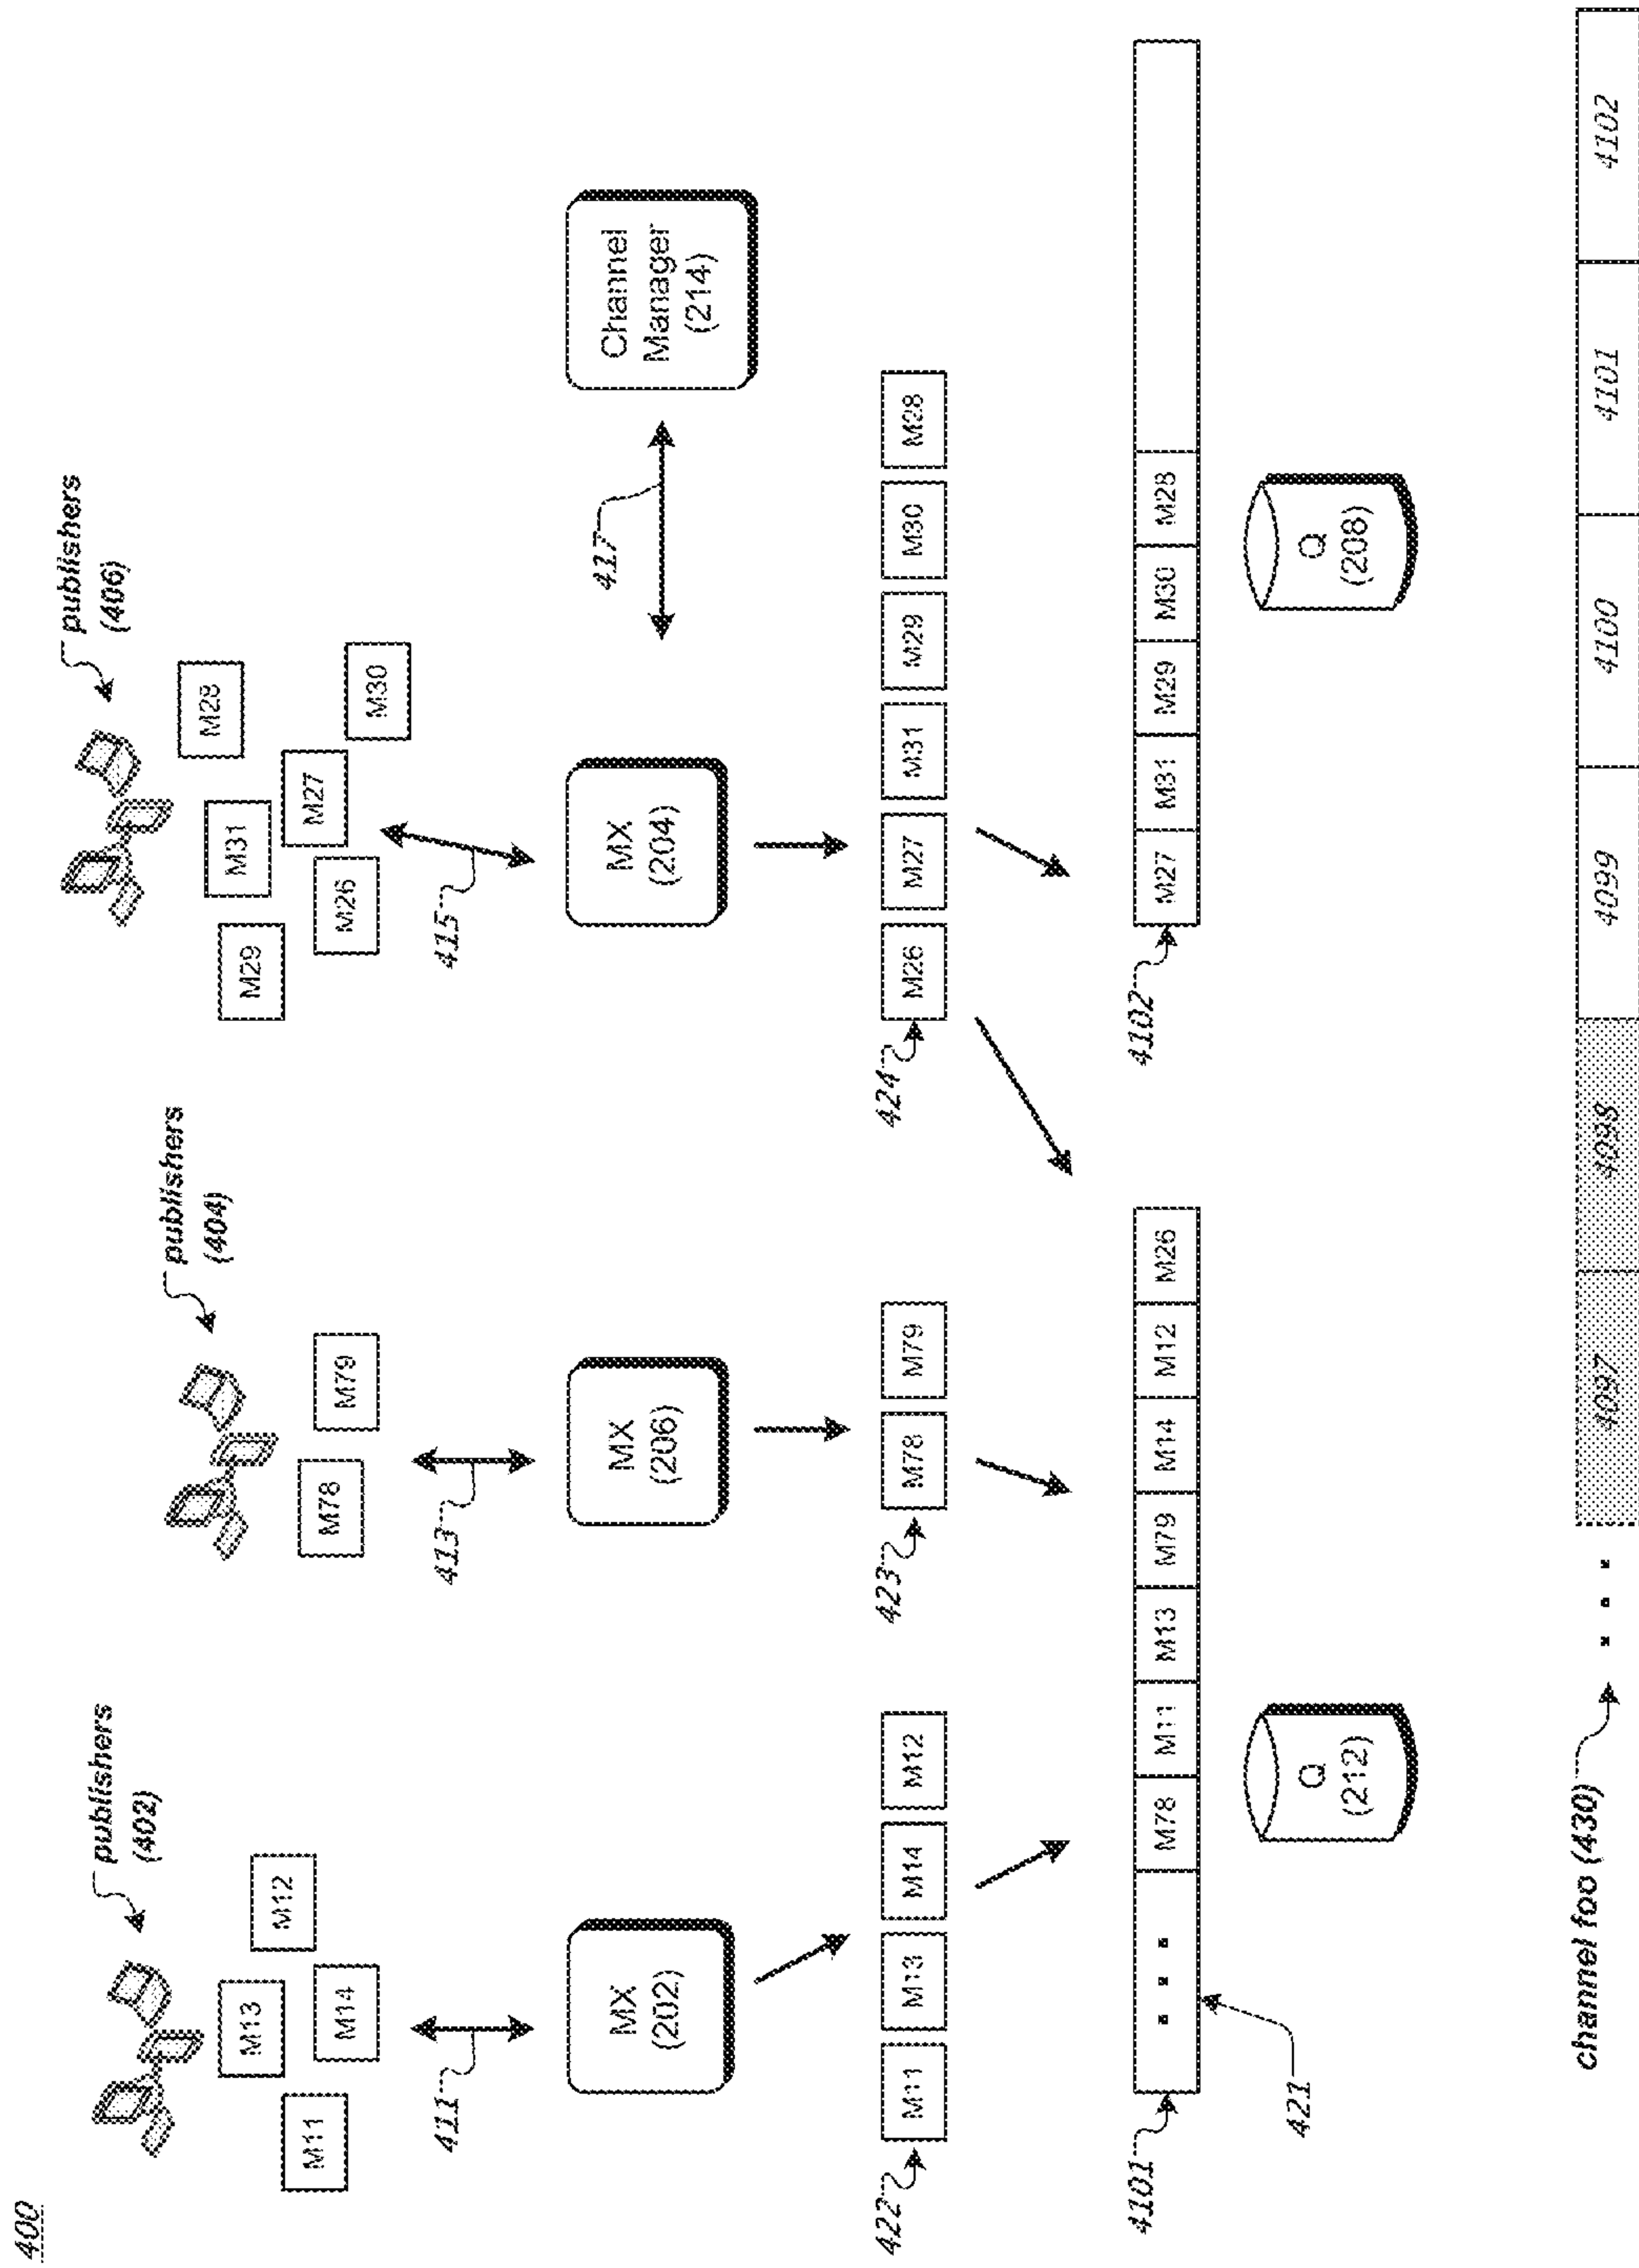 400
publishers
(402)
publishers
(404)
publishers
(406)
M11
M13
M12
M14
M78
M79
M29
M31
M28
M26
M27
M30
411
413
415
417
MX
(202)
MX
(206)
MX
(204)
Channel
Manager
(214)
422
M11
M13
M14
M12
423
M78
M79
424
M26
M27
M31
M29
M30
M28
4101
. . .
M78
M11
M13
M79
M14
M12
M26
4102
M27
M31
M29
M30
M28
421
Q
(212)
Q
(208)
channel foo (430)
. . .
4097
4098
4099
4100
4101
4102